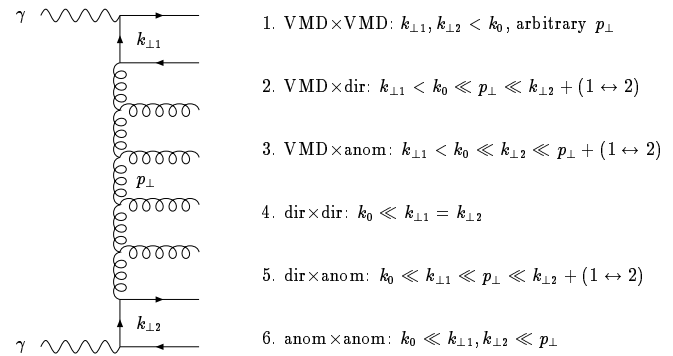 γ
k⊥1
p⊥
k⊥2
γ
1. VMD×VMD: k⊥1, k⊥2 < k0, arbitrary p⊥
2. VMD×dir: k⊥1 < k0 ≪ p⊥ ≪ k⊥2 + (1 ↔ 2)
3. VMD×anom: k⊥1 < k0 ≪ k⊥2 ≪ p⊥ + (1 ↔ 2)
4. dir×dir: k0 ≪ k⊥1 = k⊥2
5. dir×anom: k0 ≪ k⊥1 ≪ p⊥ ≪ k⊥2 + (1 ↔ 2)
6. anom×anom: k0 ≪ k⊥1, k⊥2 ≪ p⊥